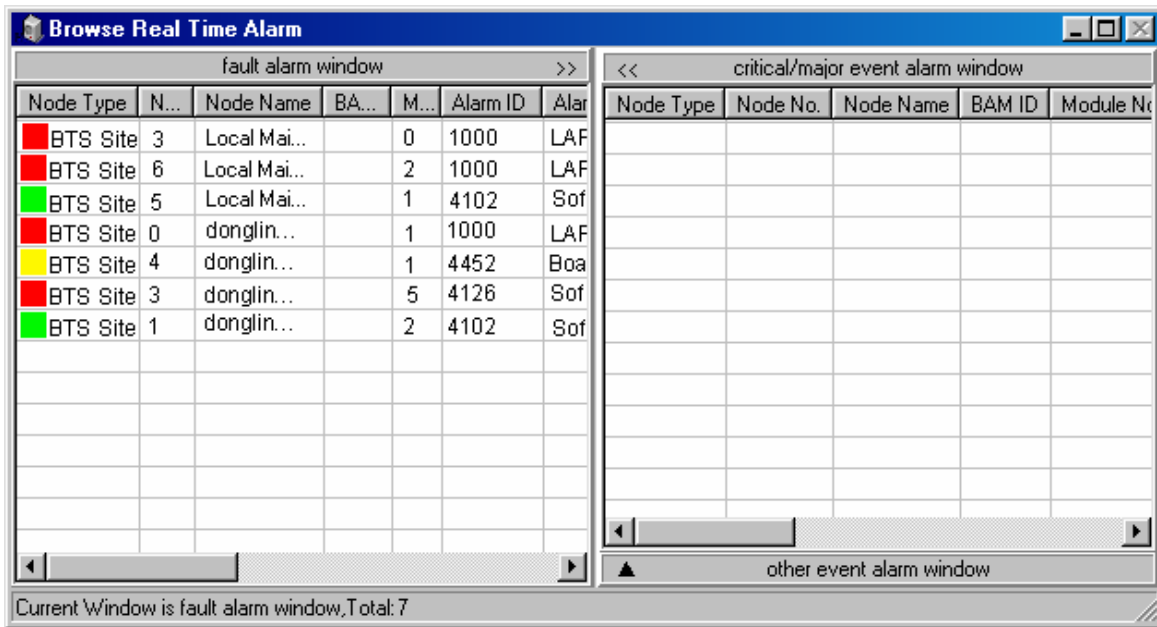 Browse Real Time Alarm
fault alarm window >>
Node Type N... Node Name BA... M... Alarm ID Alar
BTS Site 3 Local Mai... 0 1000 LAP
BTS Site 6 Local Mai... 2 1000 LAP
BTS Site 5 Local Mai... 1 4102 Sof
BTS Site 0 donglin... 1 1000 LAP
BTS Site 4 donglin... 1 4452 Boa
BTS Site 3 donglin... 5 4126 Sof
BTS Site 1 donglin... 2 4102 Sof
<< critical/major event alarm window
Node Type Node No. Node Name BAM ID Module No
other event alarm window
Current Window is fault alarm window,Total:7